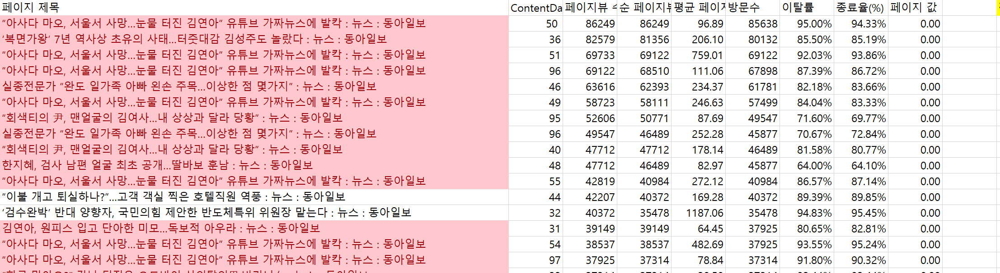 페이지 제목 ContentDa 페이지뷰 수 순 페이지뷰 평균 페이지 방문수 이탈률 종료율(%) 페이지 값
“아사다 마오, 서울서 사망…눈물 터진 김연아” 유튜브 가짜뉴스에 발칵 : 뉴스 : 동아일보 50 86249 86249 96.89 85638 95.00% 94.33% 0.00
‘복면가왕’ 7년 역사상 초유의 사태…터줏대감 김성주도 놀랐다 : 뉴스 : 동아일보 36 82579 81356 206.10 80132 85.50% 85.19% 0.00
“아사다 마오, 서울서 사망…눈물 터진 김연아” 유튜브 가짜뉴스에 발칵 : 뉴스 : 동아일보 51 69733 69122 759.01 69122 92.03% 93.86% 0.00
“아사다 마오, 서울서 사망…눈물 터진 김연아” 유튜브 가짜뉴스에 발칵 : 뉴스 : 동아일보 96 69122 68510 111.06 67898 87.39% 86.72% 0.00
실종전문가 “완도 일가족 아빠 왼손 주목…이상한 점 몇가지” : 뉴스 : 동아일보 46 63616 62393 234.37 61781 82.18% 83.66% 0.00
“아사다 마오, 서울서 사망…눈물 터진 김연아” 유튜브 가짜뉴스에 발칵 : 뉴스 : 동아일보 49 58723 58111 246.63 57499 84.04% 83.33% 0.00
“회색티의 尹, 맨얼굴의 김여사…내 상상과 달라 당황” : 뉴스 : 동아일보 95 52606 50771 87.69 49547 71.60% 69.77% 0.00
실종전문가 “완도 일가족 아빠 왼손 주목…이상한 점 몇가지” : 뉴스 : 동아일보 96 49547 46489 252.28 45877 70.67% 72.84% 0.00
“회색티의 尹, 맨얼굴의 김여사…내 상상과 달라 당황” : 뉴스 : 동아일보 40 47712 47712 178.14 46489 81.58% 80.77% 0.00
한지혜, 검사 남편 얼굴 최초 공개…딸바보 훈남 : 뉴스 : 동아일보 48 47712 46489 82.97 45877 64.00% 64.10% 0.00
“아사다 마오, 서울서 사망…눈물 터진 김연아” 유튜브 가짜뉴스에 발칵 : 뉴스 : 동아일보 55 42819 40984 272.12 40984 86.57% 87.14% 0.00
“이불 개고 퇴실하나?”…고객 객실 찍은 호텔직원 역풍 : 뉴스 : 동아일보 44 42207 40372 169.28 40372 89.39% 89.85% 0.00
‘검수완박’ 반대 양향자, 국민의힘 제안한 반도체특위 위원장 맡는다 : 뉴스 : 동아일보 32 40372 35478 1187.06 35478 94.83% 95.45% 0.00
김연아, 원피스 입고 단아한 미모…독보적 아우라 : 뉴스 : 동아일보 31 39149 39149 64.45 37925 80.65% 82.81% 0.00
“아사다 마오, 서울서 사망…눈물 터진 김연아” 유튜브 가짜뉴스에 발칵 : 뉴스 : 동아일보 54 38537 38537 482.69 37925 93.55% 95.24% 0.00
“아사다 마오, 서울서 사망…눈물 터진 김연아” 유튜브 가짜뉴스에 발칵 : 뉴스 : 동아일보 97 37925 37314 78.84 37314 91.80% 90.32% 0.00